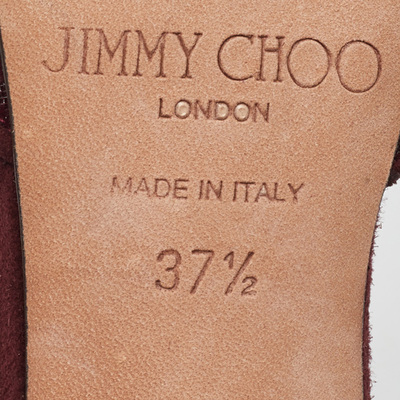 JIMMY CHOO
LONDON
MADE IN ITALY
37½